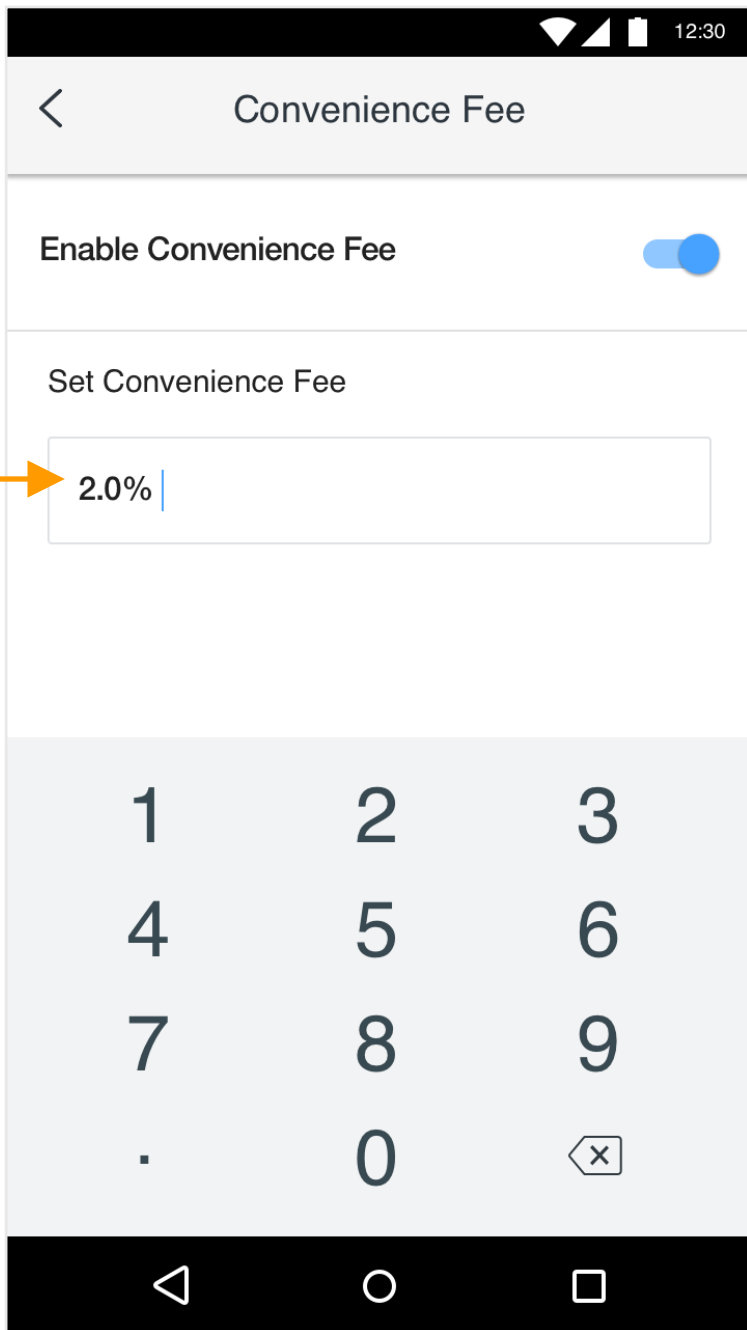 12:30
Convenience Fee
Enable Convenience Fee
Set Convenience Fee
2.0%
1 2 3
4 5 6
7 8 9
. 0